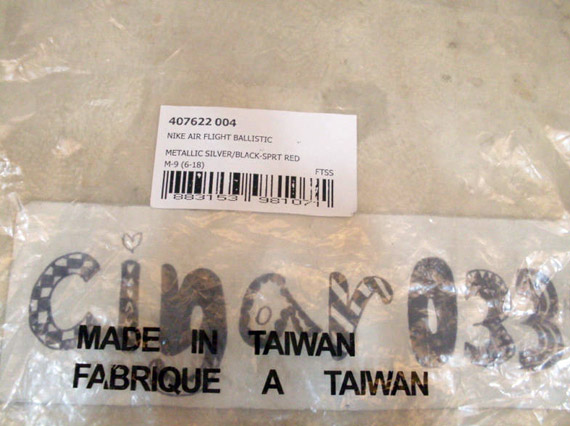 407622 004
NIKE AIR FLIGHT BALLISTIC
METALLIC SILVER/BLACK-SPRT RED
M-9 (6-18) FTSS
883153 981071
Cinar033
MADE IN TAIWAN
FABRIQUE A TAIWAN